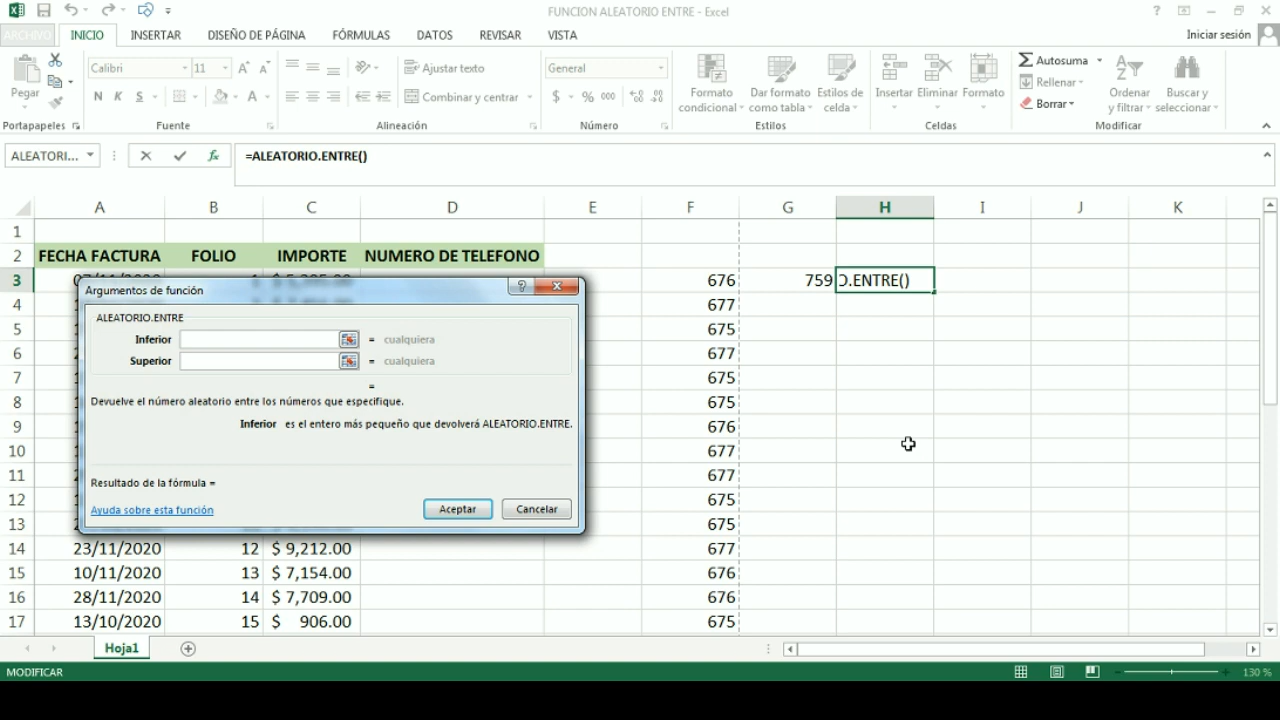 FUNCION ALEATORIO ENTRE - Excel
ARCHIVO INICIO INSERTAR DISEÑO DE PÁGINA FÓRMULAS DATOS REVISAR VISTA Iniciar sesión
Calibri 11 Ajustar texto General Autosuma
Pegar Formato condicional Dar formato como tabla Estilos de celda Insertar Eliminar Formato Rellenar Ordenar y filtrar Buscar y seleccionar
N K S A Combinar y centrar $ % 000 Borrar
Portapapeles Fuente Alineación Número Estilos Celdas Modificar
ALEATORI... fx =ALEATORIO.ENTRE()
A B C D E F G H I J K
1
2 FECHA FACTURA FOLIO IMPORTE NUMERO DE TELEFONO
3 676 759 O.ENTRE()
4 677
5 675
6 677
7 675
8 675
9 676
10 677
11 677
12 675
13 675
14 23/11/2020 12 $ 9,212.00 677
15 10/11/2020 13 $ 7,154.00 676
16 28/11/2020 14 $ 7,709.00 676
17 13/10/2020 15 $ 906.00 675
Argumentos de función
ALEATORIO.ENTRE
Inferior = cualquiera
Superior = cualquiera
=
Devuelve el número aleatorio entre los números que especifique.
Inferior es el entero más pequeño que devolverá ALEATORIO.ENTRE.
Resultado de la fórmula =
Ayuda sobre esta función Aceptar Cancelar
Hoja1
MODIFICAR 130 %